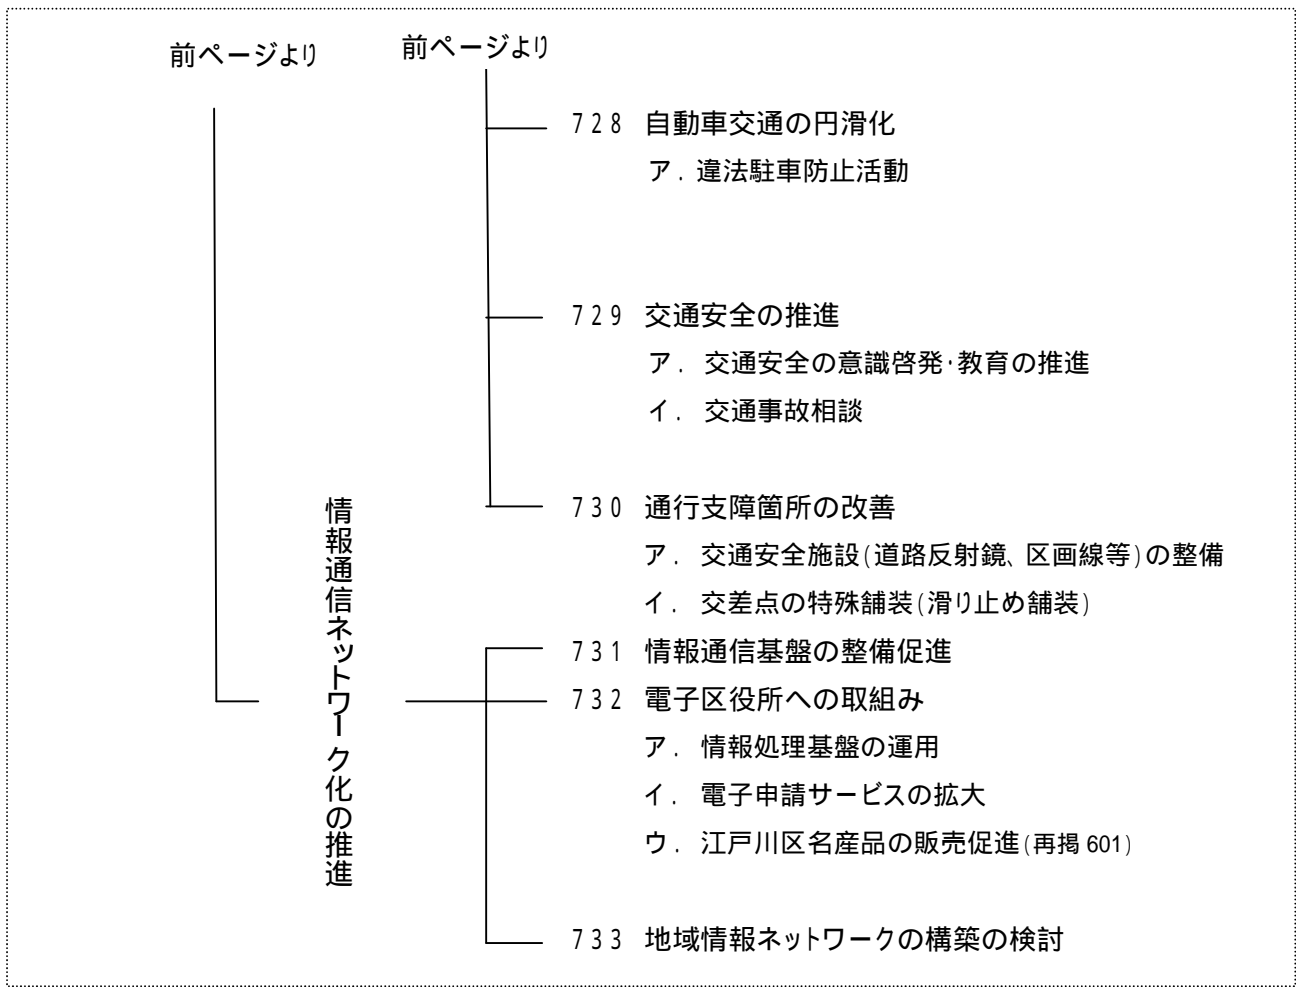 前ページより
前ページより
728 自動車交通の円滑化
ア．違法駐車防止活動
729 交通安全の推進
ア． 交通安全の意識啓発・教育の推進
イ． 交通事故相談
730 通行支障箇所の改善
ア． 交通安全施設(道路反射鏡、区画線等)の整備
イ． 交差点の特殊舗装(滑り止め舗装)
情報通信ネットワーク化の推進
731 情報通信基盤の整備促進
732 電子区役所への取組み
ア． 情報処理基盤の運用
イ． 電子申請サービスの拡大
ウ． 江戸川区名産品の販売促進(再掲 601)
733 地域情報ネットワークの構築の検討